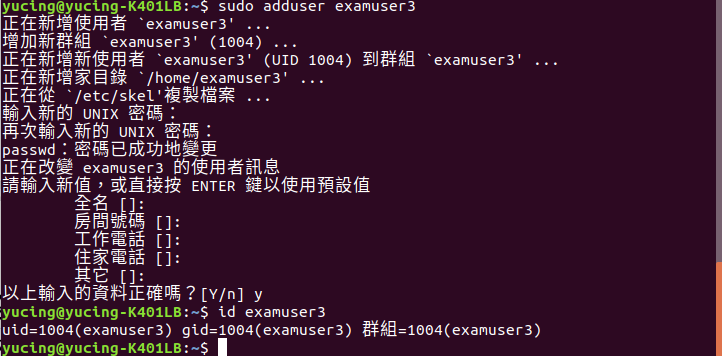 yucing@yucing-K401LB:~$ sudo adduser examuser3
正在新增使用者 `examuser3' ...
增加新群組 `examuser3' (1004) ...
正在新增新使用者 `examuser3' (UID 1004) 到群組 `examuser3' ...
正在新增家目錄 `/home/examuser3' ...
正在從 `/etc/skel'複製檔案 ...
輸入新的 UNIX 密碼：
再次輸入新的 UNIX 密碼：
passwd：密碼已成功地變更
正在改變 examuser3 的使用者訊息
請輸入新值，或直接按 ENTER 鍵以使用預設值
全名 []:
房間號碼 []:
工作電話 []:
住家電話 []:
其它 []:
以上輸入的資料正確嗎？[Y/n] y
yucing@yucing-K401LB:~$ id examuser3
uid=1004(examuser3) gid=1004(examuser3) 群組=1004(examuser3)
yucing@yucing-K401LB:~$